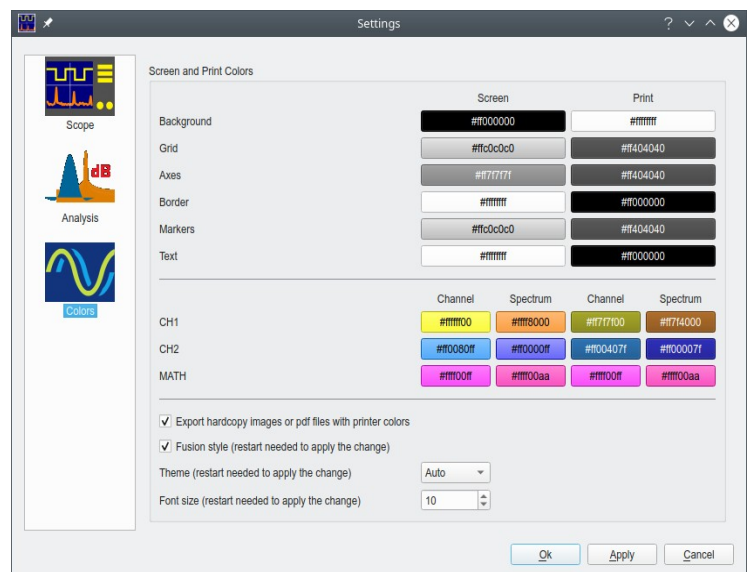 Settings
?
Scope
dB
Analysis
Colors
Screen and Print Colors
Screen Print
Background #ff000000 #ffffffff
Grid #ffc0c0c0 #ff404040
Axes #ff7f7f7f #ff404040
Border #ffffffff #ff000000
Markers #ffc0c0c0 #ff404040
Text #ffffffff #ff000000
Channel Spectrum Channel Spectrum
CH1 #ffffff00 #ffff8000 #ff7f7f00 #ff7f4000
CH2 #ff0080ff #ff0000ff #ff00407f #ff00007f
MATH #ffff00ff #ffff00aa #ffff00ff #ffff00aa
Export hardcopy images or pdf files with printer colors
Fusion style (restart needed to apply the change)
Theme (restart needed to apply the change) Auto
Font size (restart needed to apply the change) 10
Ok Apply Cancel